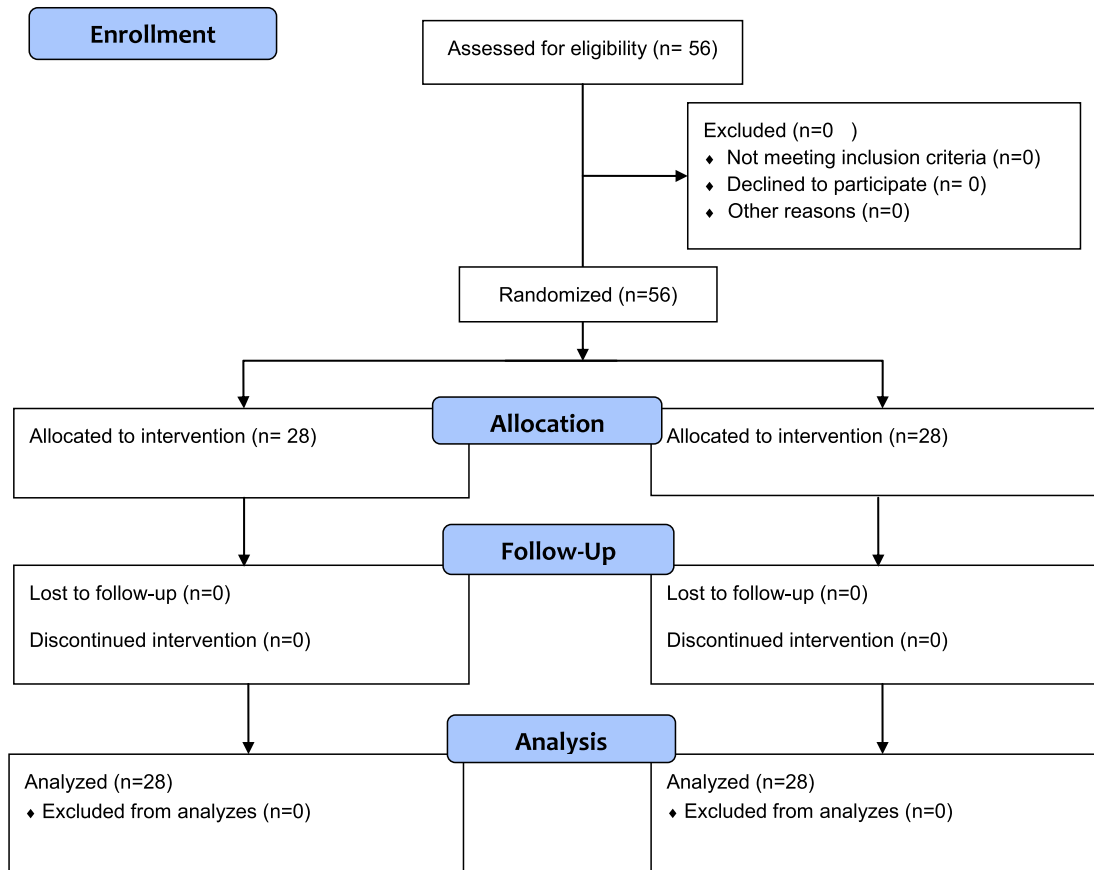 Enrollment
Assessed for eligibility (n= 56)
Excluded (n=0   )
♦ Not meeting inclusion criteria (n=0)
♦ Declined to participate (n= 0)
♦ Other reasons (n=0)
Randomized (n=56)
Allocation
Allocated to intervention (n= 28)
Allocated to intervention (n=28)
Follow-Up
Lost to follow-up (n=0)
Discontinued intervention (n=0)
Lost to follow-up (n=0)
Discontinued intervention (n=0)
Analysis
Analyzed (n=28)
♦ Excluded from analyzes (n=0)
Analyzed (n=28)
♦ Excluded from analyzes (n=0)